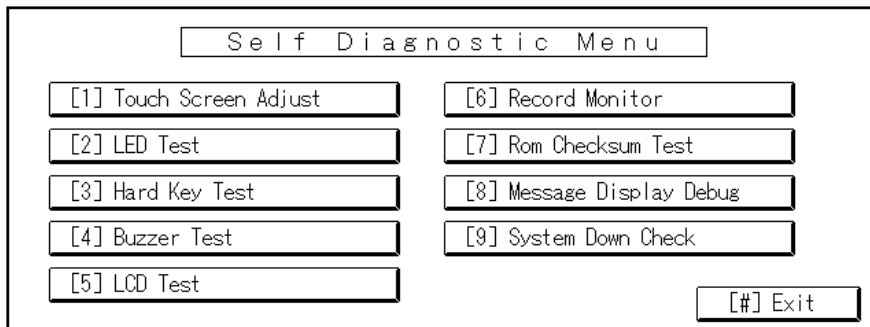 Self Diagnostic Menu
[1] Touch Screen Adjust
[2] LED Test
[3] Hard Key Test
[4] Buzzer Test
[5] LCD Test
[6] Record Monitor
[7] Rom Checksum Test
[8] Message Display Debug
[9] System Down Check
[#] Exit